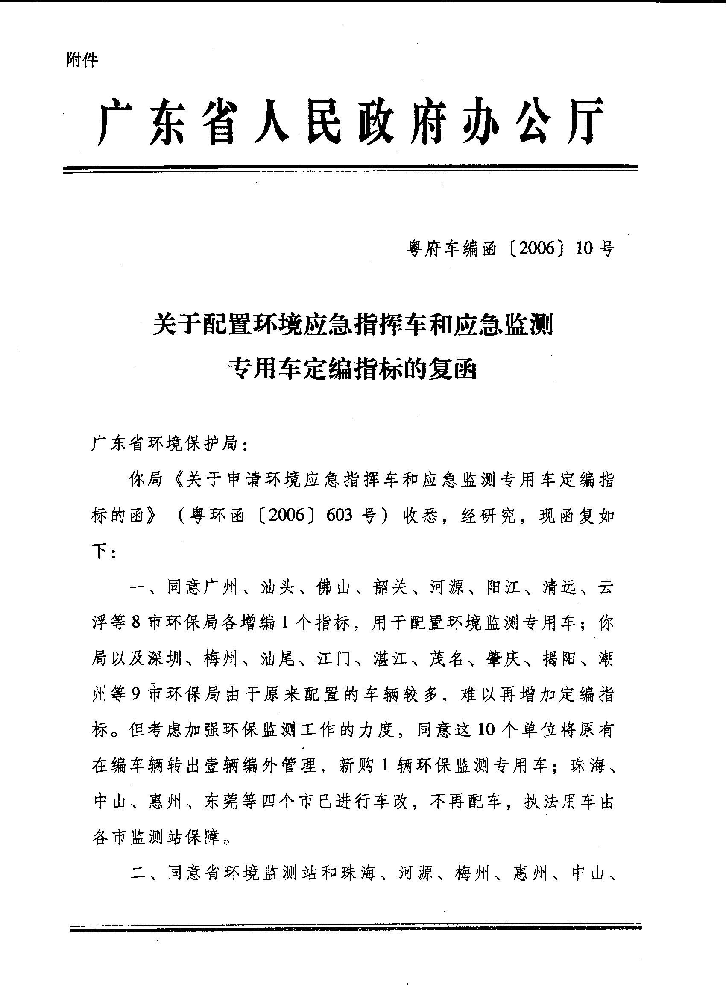 附件
广东省人民政府办公厅
粤府车编函〔2006〕10号
关于配置环境应急指挥车和应急监测
专用车定编指标的复函
广东省环境保护局：
你局《关于申请环境应急指挥车和应急监测专用车定编指
标的函》（粤环函〔2006〕603号）收悉，经研究，现函复如
下：
一、同意广州、汕头、佛山、韶关、河源、阳江、清远、云
浮等8市环保局各增编1个指标，用于配置环境监测专用车；你
局以及深圳、梅州、汕尾、江门、湛江、茂名、肇庆、揭阳、潮
州等9市环保局由于原来配置的车辆较多，难以再增加定编指
标。但考虑加强环保监测工作的力度，同意这10个单位将原有
在编车辆转出壹辆编外管理，新购1辆环保监测专用车；珠海、
中山、惠州、东莞等四个市已进行车改，不再配车，执法用车由
各市监测站保障。
二、同意省环境监测站和珠海、河源、梅州、惠州、中山、